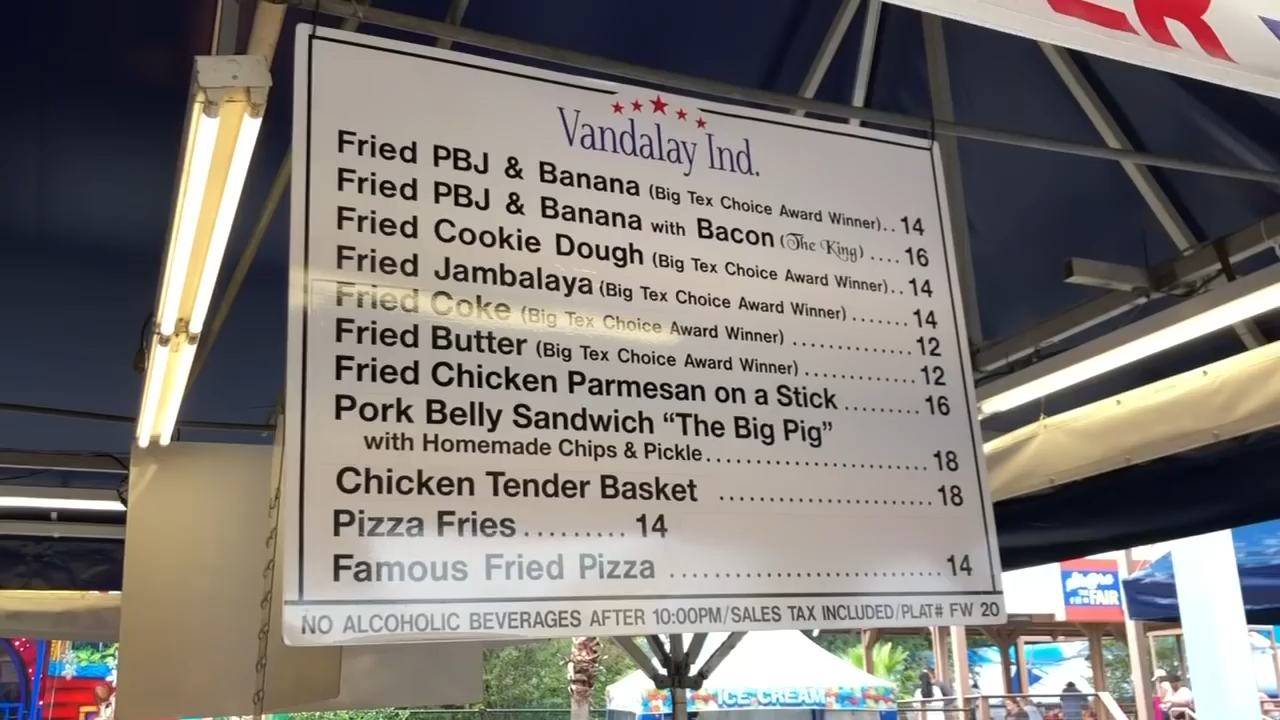 ER
Vandalay Ind.
Fried PBJ & Banana (Big Tex Choice Award Winner)..14
Fried PBJ & Banana with Bacon (The King) ....16
Fried Cookie Dough (Big Tex Choice Award Winner)..14
Fried Jambalaya (Big Tex Choice Award Winner).......14
Fried Coke (Big Tex Choice Award Winner) .............12
Fried Butter (Big Tex Choice Award Winner)............12
Fried Chicken Parmesan on a Stick.........16
Pork Belly Sandwich “The Big Pig”
with Homemade Chips & Pickle.........................18
Chicken Tender Basket ........................18
Pizza Fries......... 14
Famous Fried Pizza ..............................14
NO ALCOHOLIC BEVERAGES AFTER 10:00PM/SALES TAX INCLUDED/PLAT# FW 20
FAIR
ICE CREAM